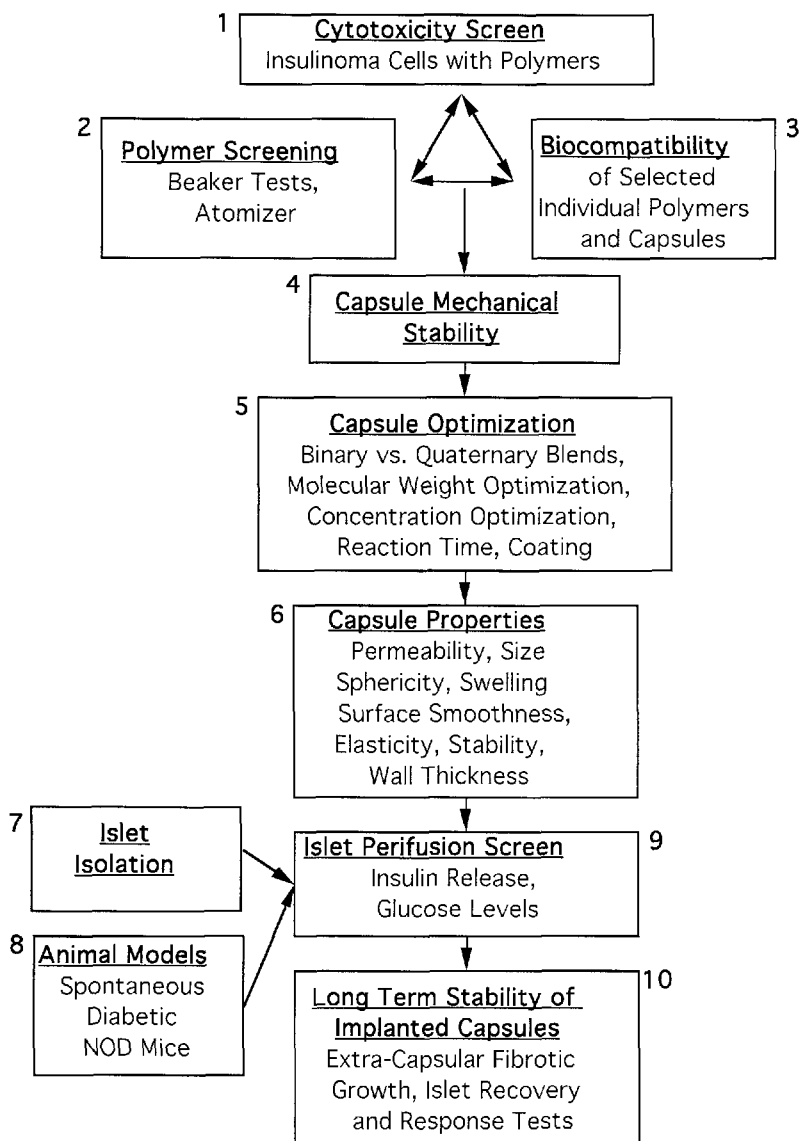 1
Cytotoxicity Screen
Insulinoma Cells with Polymers
2
Polymer Screening
Beaker Tests,
Atomizer
3
Biocompatibility
of Selected
Individual Polymers
and Capsules
4
Capsule Mechanical
Stability
5
Capsule Optimization
Binary vs. Quaternary Blends,
Molecular Weight Optimization,
Concentration Optimization,
Reaction Time, Coating
6
Capsule Properties
Permeability, Size
Sphericity, Swelling
Surface Smoothness,
Elasticity, Stability,
Wall Thickness
7
Islet
Isolation
8
Animal Models
Spontaneous
Diabetic
NOD Mice
9
Islet Perifusion Screen
Insulin Release,
Glucose Levels
10
Long Term Stability of
Implanted Capsules
Extra-Capsular Fibrotic
Growth, Islet Recovery
and Response Tests